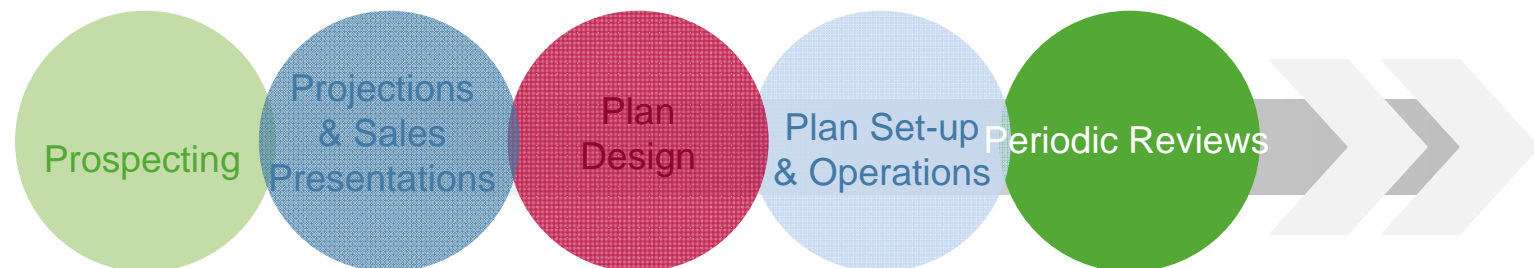 Prospecting
Projections
& Sales
Presentations
Plan
Design
Plan Set-up
& Operations
Periodic Reviews